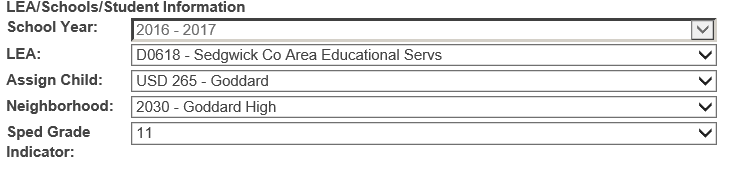 LEA/Schools/Student Information
School Year: 2016 - 2017
LEA: D0618 - Sedgwick Co Area Educational Servs
Assign Child: USD 265 - Goddard
Neighborhood: 2030 - Goddard High
Sped Grade Indicator: 11